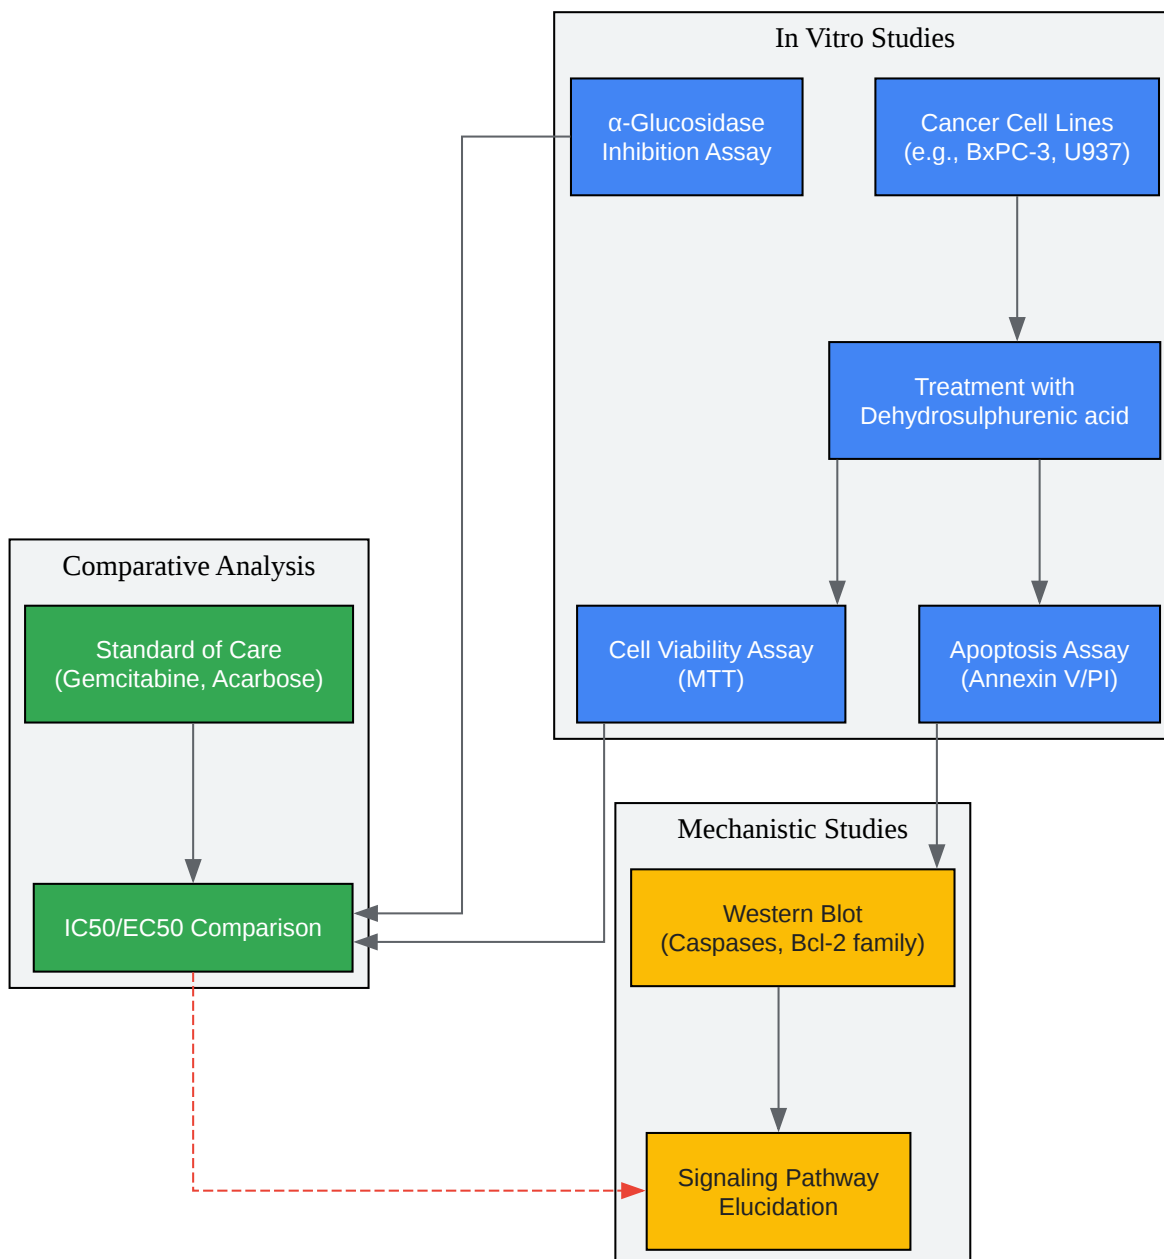 In Vitro Studies
α-Glucosidase
Inhibition Assay
Cancer Cell Lines
(e.g., BxPC-3, U937)
Treatment with
Dehydrosulphurenic acid
Cell Viability Assay
(MTT)
Apoptosis Assay
(Annexin V/PI)
Comparative Analysis
Standard of Care
(Gemcitabine, Acarbose)
IC50/EC50 Comparison
Mechanistic Studies
Western Blot
(Caspases, Bcl-2 family)
Signaling Pathway
Elucidation